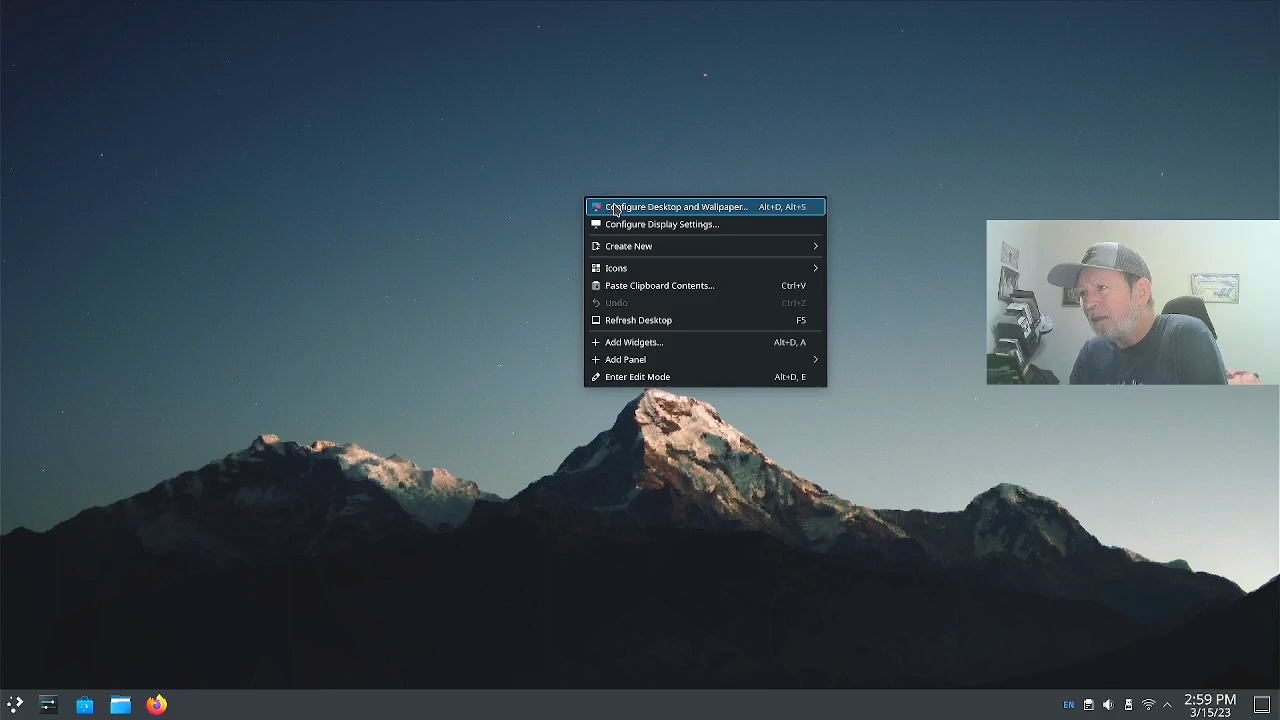 Configure Desktop and Wallpaper... Alt+D, Alt+S
Configure Display Settings...
Create New
Icons
Paste Clipboard Contents... Ctrl+V
Undo Ctrl+Z
Refresh Desktop F5
Add Widgets... Alt+D, A
Add Panel
Enter Edit Mode Alt+D, E
EN
2:59 PM
3/15/23